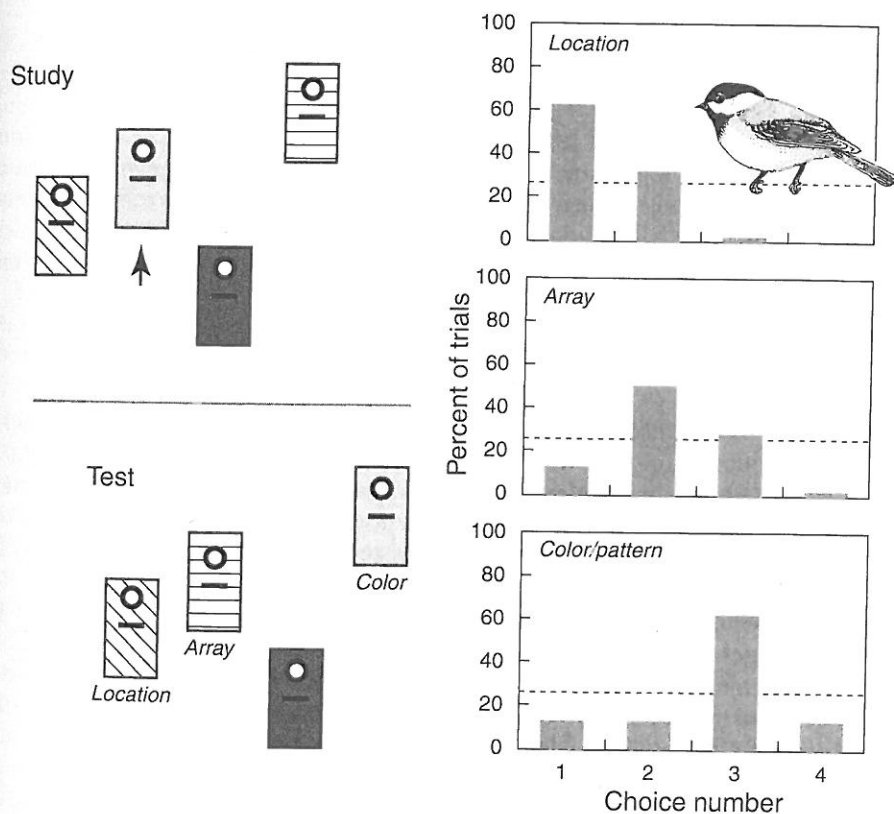 Study
Test
Location
Array
Color
Percent of trials
100
80
60
40
20
0
Location
100
80
60
40
20
0
Array
100
80
60
40
20
0
Color/pattern
1 2 3 4
Choice number